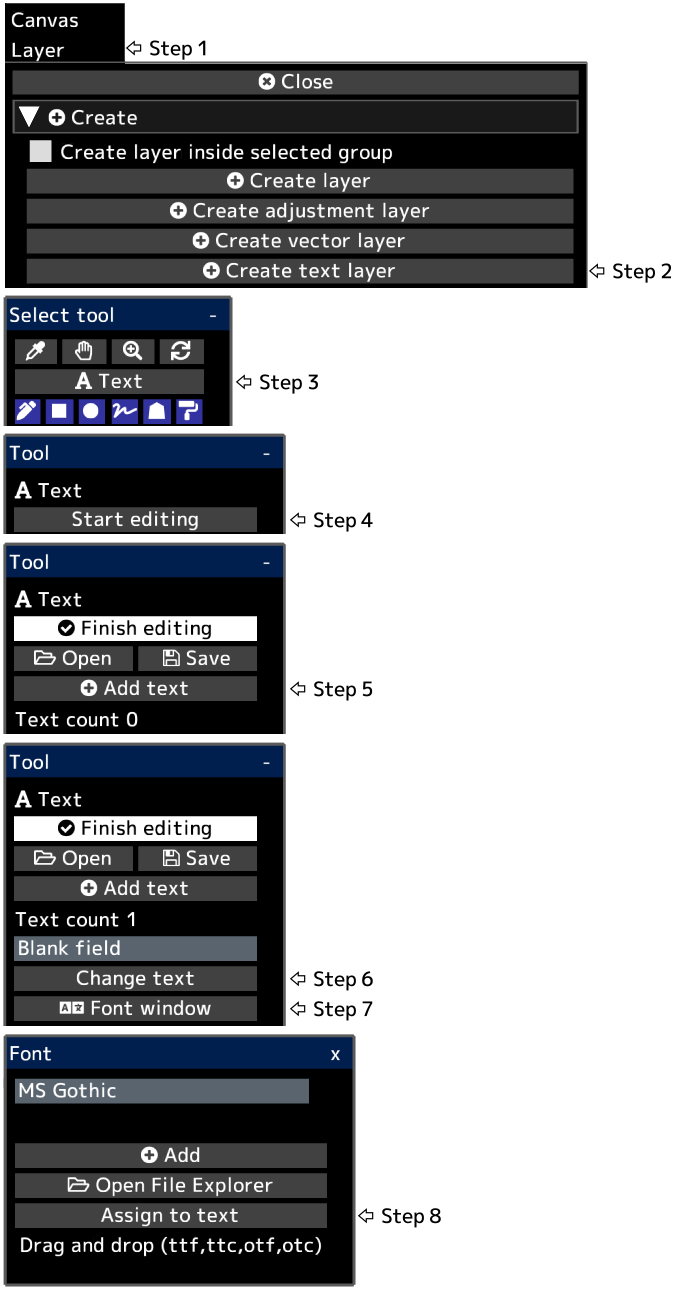 Canvas
Layer
⇦ Step 1
Close
Create
Create layer inside selected group
Create layer
Create adjustment layer
Create vector layer
Create text layer
⇦ Step 2
Select tool -
A Text
⇦ Step 3
Tool -
A Text
Start editing
⇦ Step 4
Tool -
A Text
Finish editing
Open Save
Add text
⇦ Step 5
Text count 0
Tool -
A Text
Finish editing
Open Save
Add text
Text count 1
Blank field
Change text
⇦ Step 6
Font window
⇦ Step 7
Font x
MS Gothic
Add
Open File Explorer
Assign to text
⇦ Step 8
Drag and drop (ttf,ttc,otf,otc)